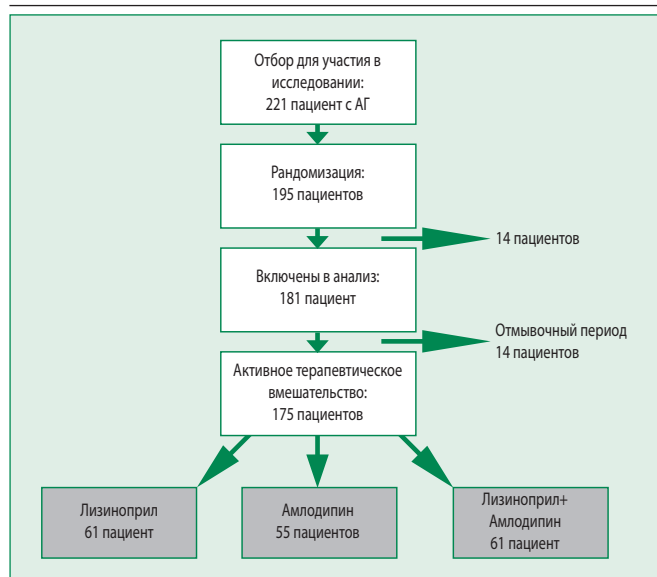 Отбор для участия в
исследовании:
221 пациент с АГ
Рандомизация:
195 пациентов
14 пациентов
Включены в анализ:
181 пациент
Отмывочный период
14 пациентов
Активное терапевтическое
вмешательство:
175 пациентов
Лизиноприл
61 пациент
Амлодипин
55 пациентов
Лизиноприл+
Амлодипин
61 пациент